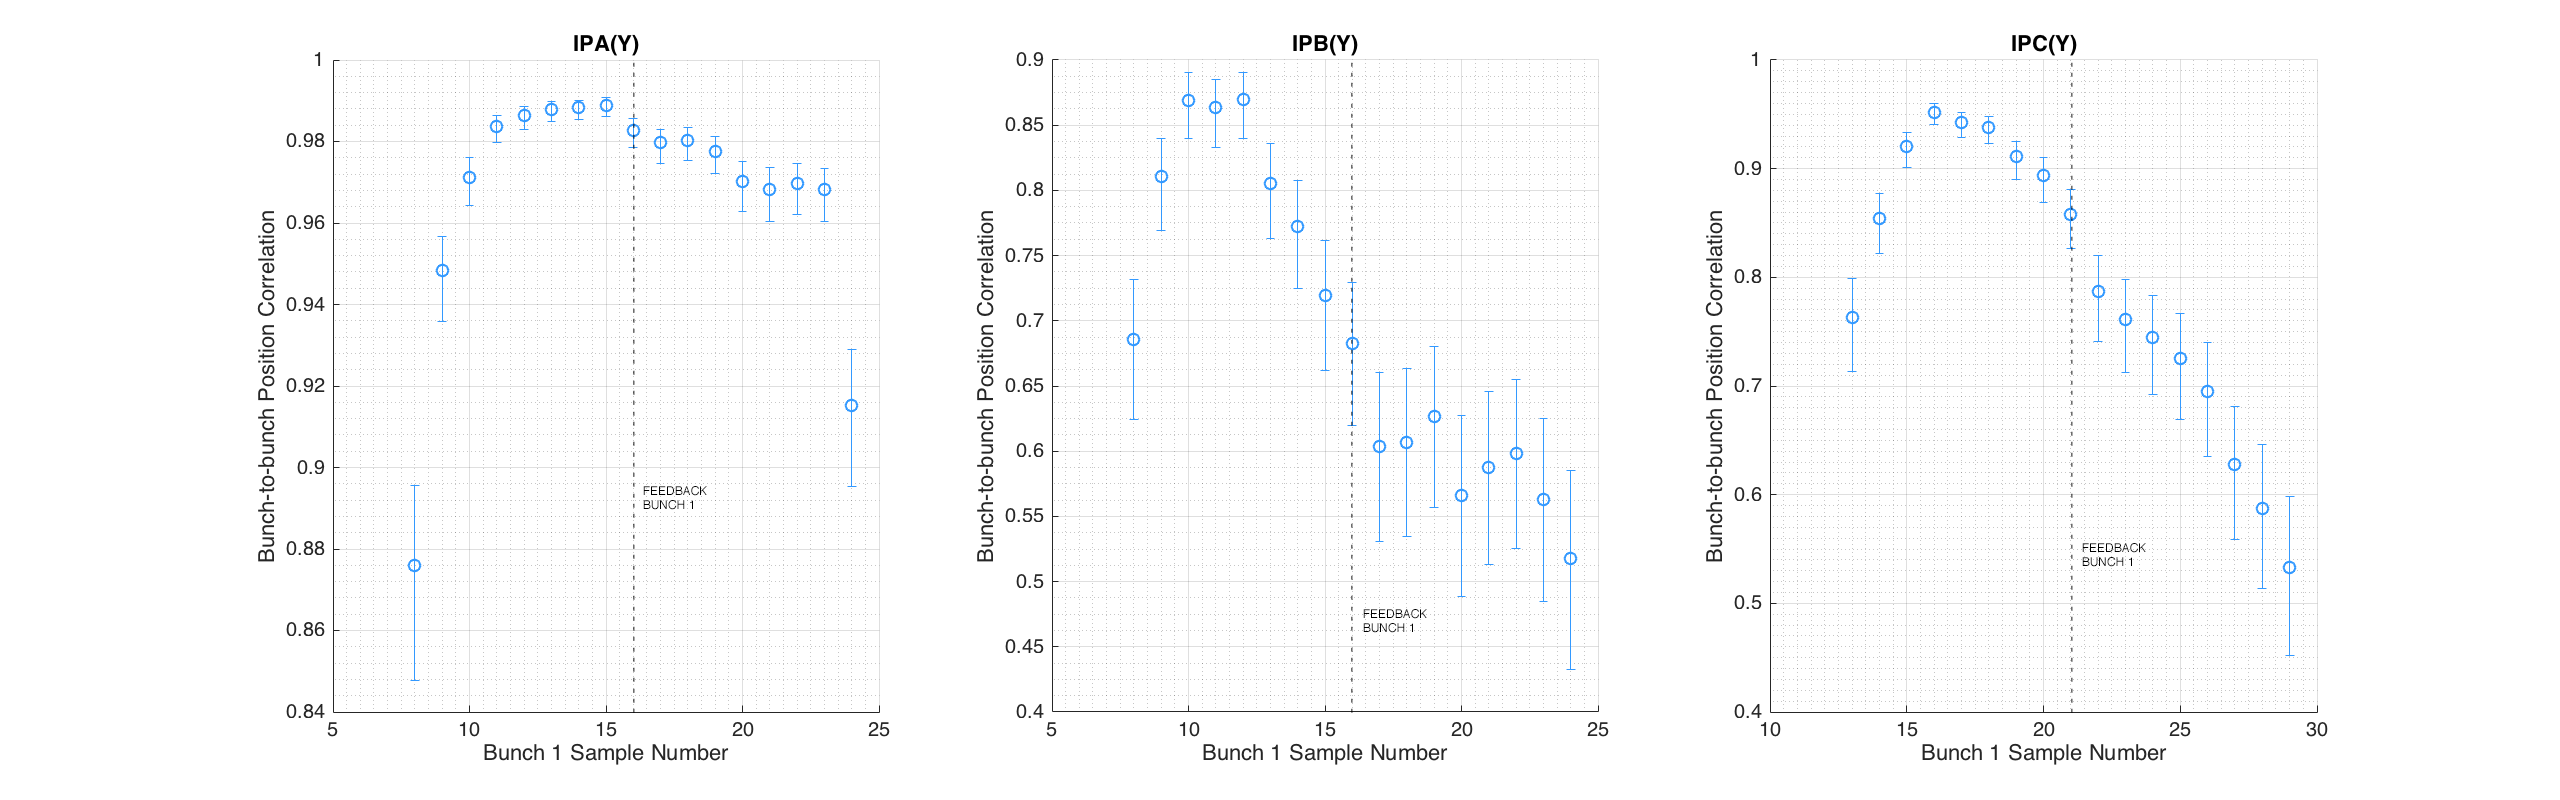 IPA(Y)
1
0.98
0.96
0.94
0.92
0.9
0.88
0.86
0.84
5
10
15
20
25
Bunch-to-bunch Position Correlation
Bunch 1 Sample Number
FEEDBACK
BUNCH 1
IPB(Y)
0.9
0.85
0.8
0.75
0.7
0.65
0.6
0.55
0.5
0.45
0.4
5
10
15
20
25
Bunch-to-bunch Position Correlation
Bunch 1 Sample Number
FEEDBACK
BUNCH 1
IPC(Y)
1
0.9
0.8
0.7
0.6
0.5
0.4
10
15
20
25
30
Bunch-to-bunch Position Correlation
Bunch 1 Sample Number
FEEDBACK
BUNCH 1